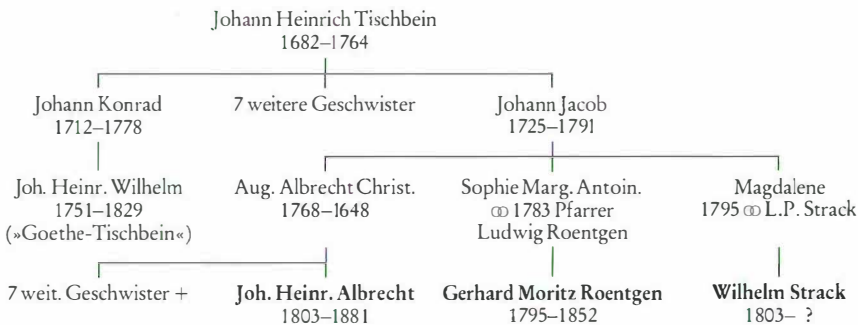 Johann Heinrich Tischbein
1682–1764
Johann Konrad
1712–1778
7 weitere Geschwister
Johann Jacob
1725–1791
Joh. Heinr. Wilhelm
1751–1829
(»Goethe-Tischbein«)
Aug. Albrecht Christ.
1768–1648
Sophie Marg. Antoin.
⚭ 1783 Pfarrer
Ludwig Roentgen
Magdalene
1795 ⚭ L.P. Strack
7 weit. Geschwister +
Joh. Heinr. Albrecht
1803–1881
Gerhard Moritz Roentgen
1795–1852
Wilhelm Strack
1803– ?